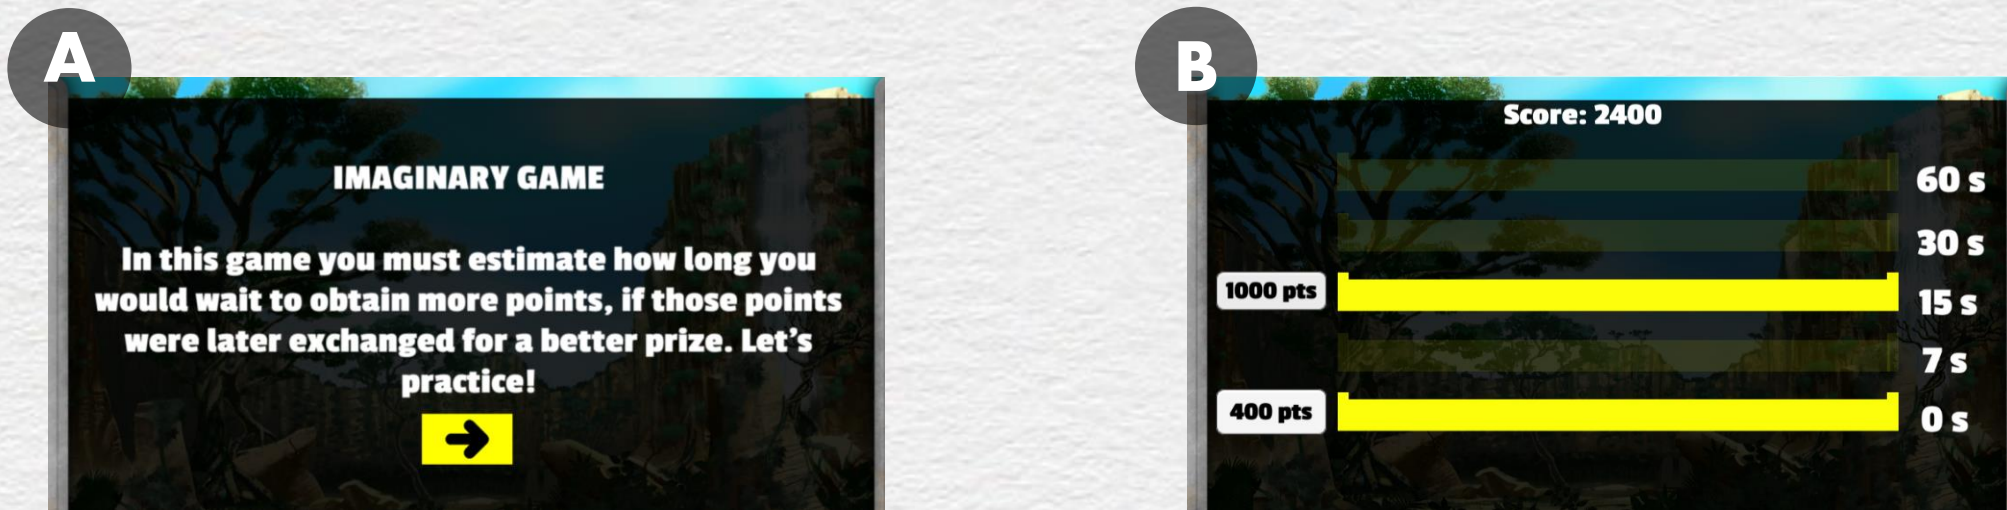 A
IMAGINARY GAME
In this game you must estimate how long you
would wait to obtain more points, if those points
were later exchanged for a better prize. Let's
practice!
B
Score: 2400
60 s
30 s
1000 pts
15 s
7 s
400 pts
0 s